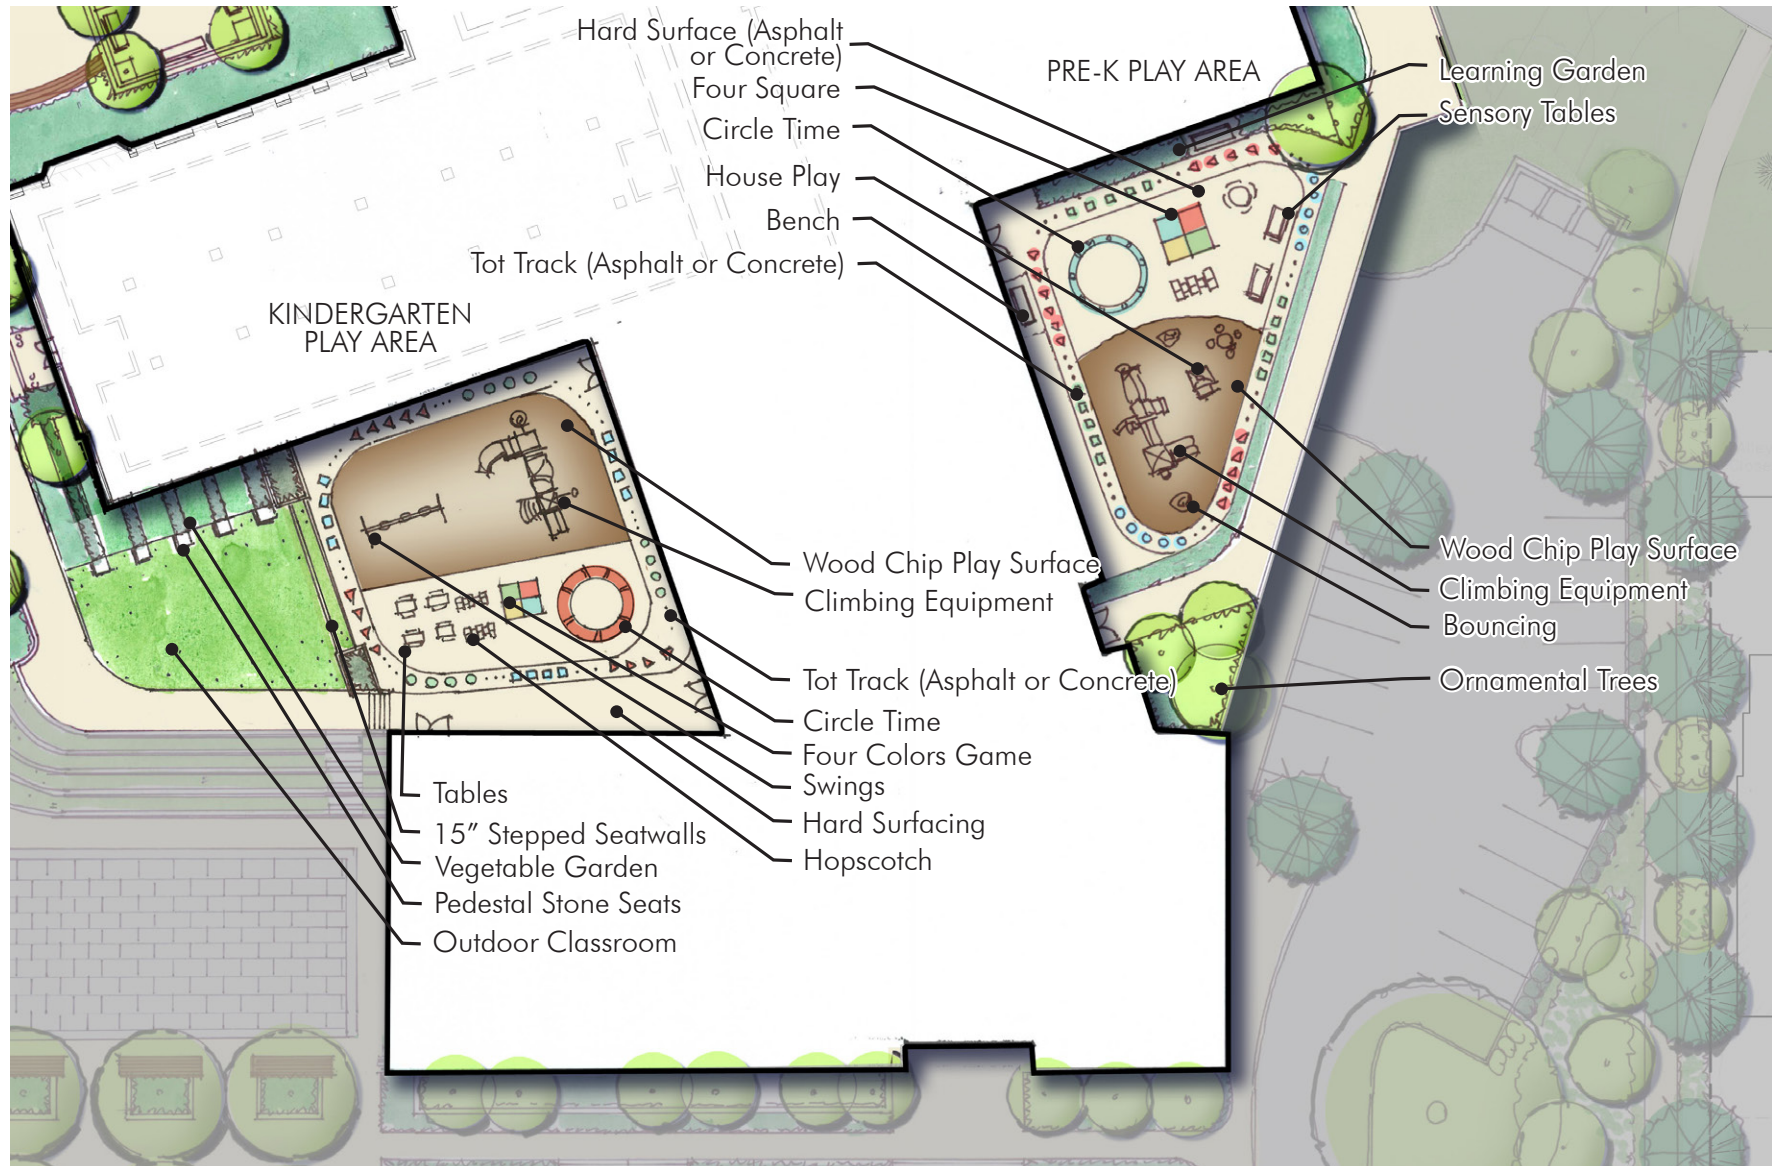 Hard Surface (Asphalt
or Concrete)
Four Square
Circle Time
House Play
Bench
Tot Track (Asphalt or Concrete)
PRE-K PLAY AREA
Learning Garden
Sensory Tables
KINDERGARTEN
PLAY AREA
Wood Chip Play Surface
Climbing Equipment
Tot Track (Asphalt or Concrete)
Circle Time
Four Colors Game
Swings
Hard Surfacing
Hopscotch
Wood Chip Play Surface
Climbing Equipment
Bouncing
Ornamental Trees
Tables
15” Stepped Seatwalls
Vegetable Garden
Pedestal Stone Seats
Outdoor Classroom